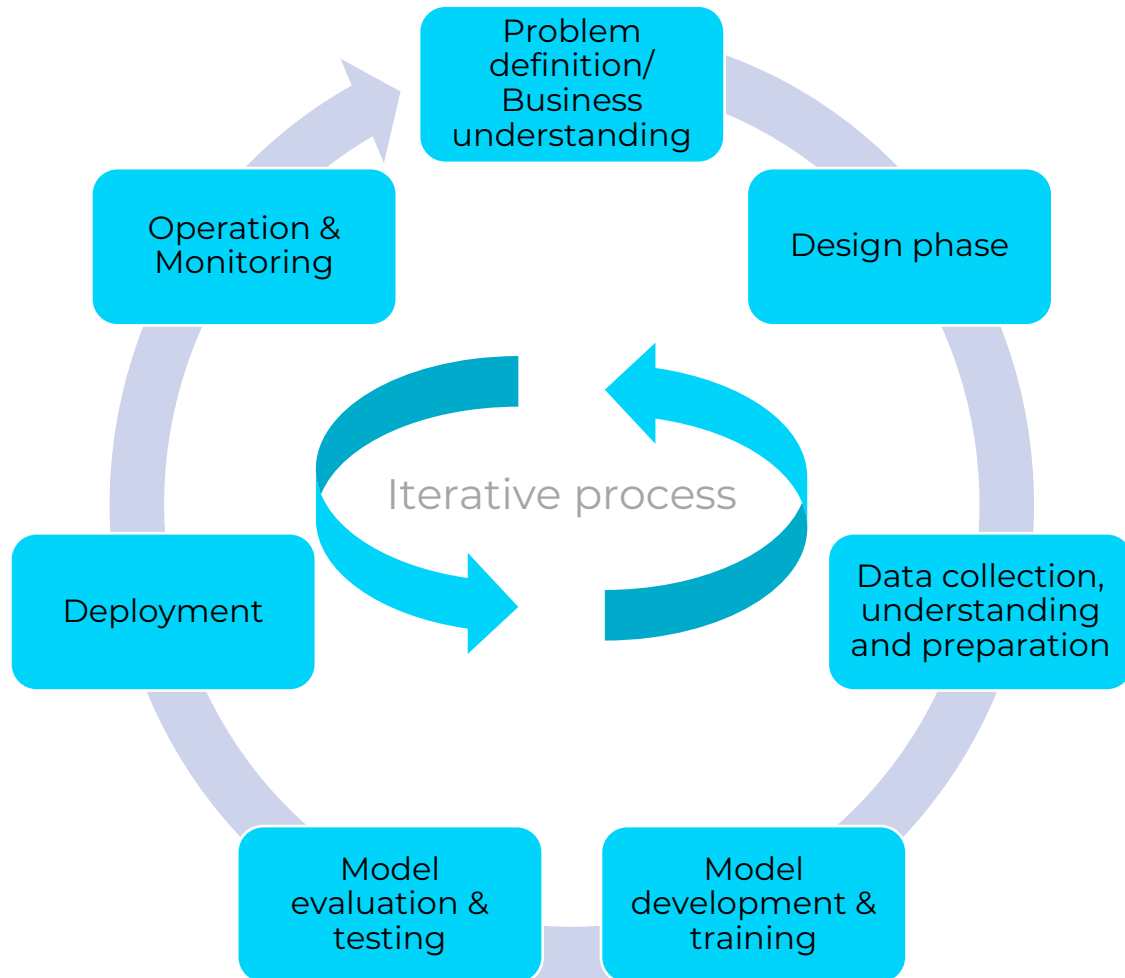 Problem
definition/
Business
understanding
Design phase
Data collection,
understanding
and preparation
Model
development &
training
Model
evaluation &
testing
Deployment
Operation &
Monitoring
Iterative process